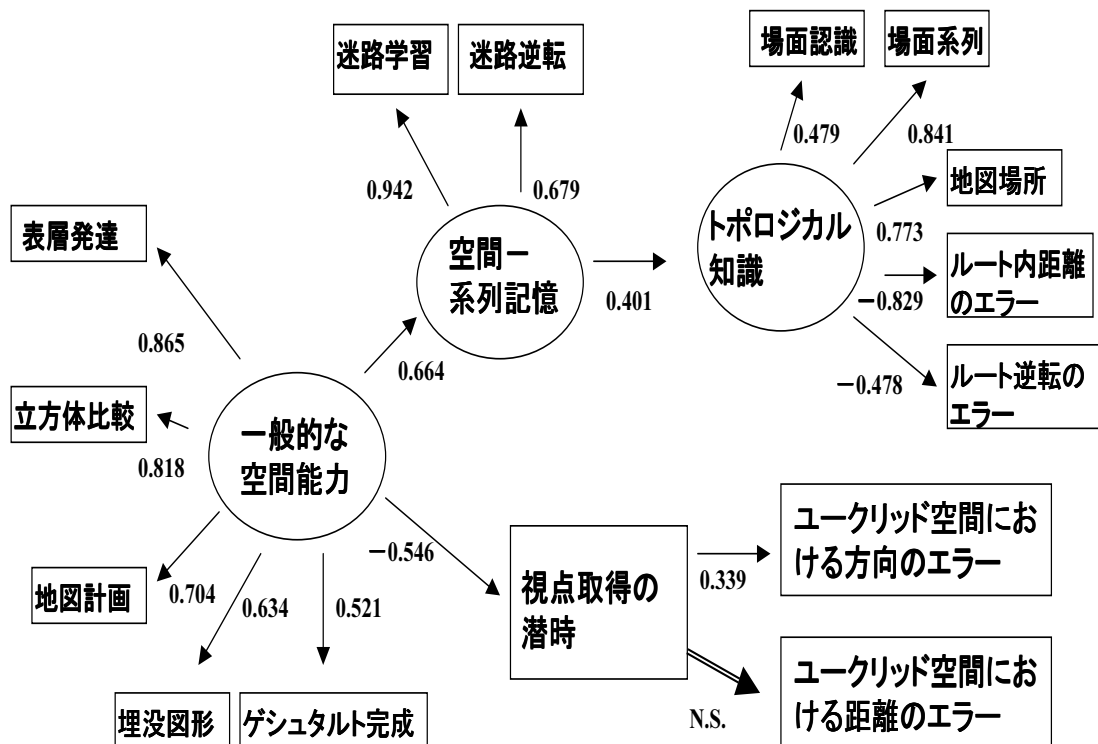 迷路学習
迷路逆転
場面認識
場面系列
0.942
0.679
0.479
0.841
表層発達
空間ー
系列記憶
トポロジカル
知識
地図場所
0.773
ルート内距離
のエラー
－0.829
0.401
0.865
0.664
－0.478
ルート逆転の
エラー
立方体比較
0.818
一般的な
空間能力
地図計画
0.704
0.634
0.521
－0.546
視点取得の
潜時
0.339
ユークリッド空間にお
ける方向のエラー
埋没図形
ゲシュタルト完成
N.S.
ユークリッド空間にお
ける距離のエラー